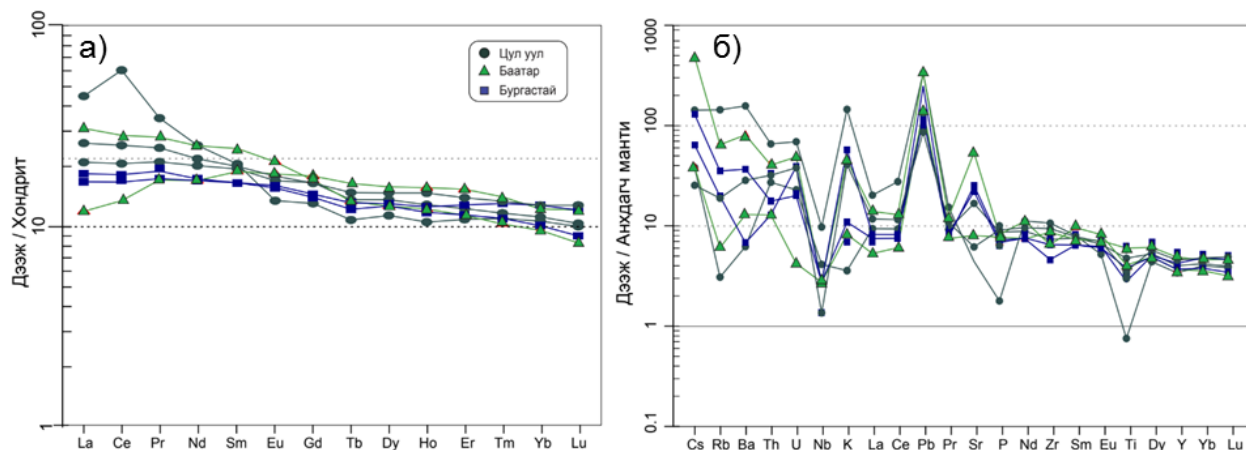 а)
Дээж / Хондрит
100
10
1
Цул уул
Баатар
Бургастай
La Ce Pr Nd Sm Eu Gd Tb Dy Ho Er Tm Yb Lu
б)
Дээж / Анхдагч манти
1000
100
10
1
0.1
Cs Rb Ba Th U Nb K La Ce Pb Pr Sr P Nd Zr Sm Eu Ti Dy Y Yb Lu